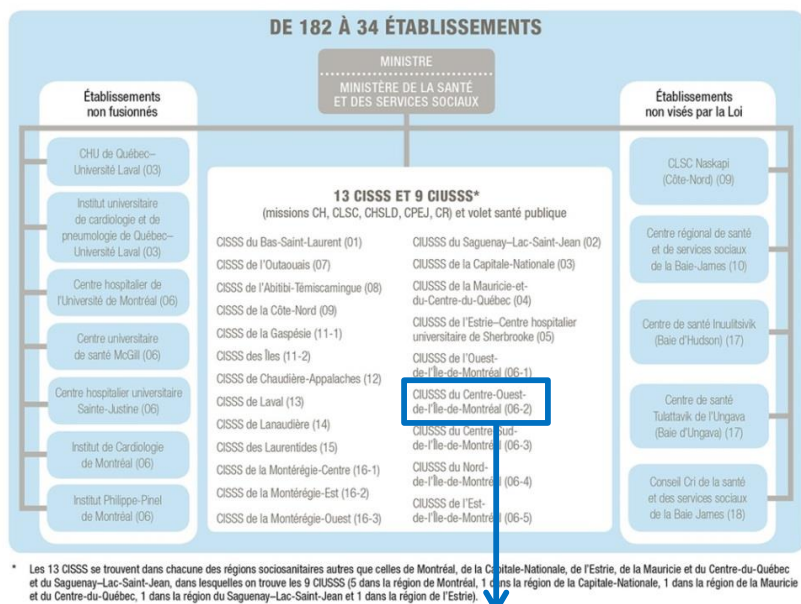 DE 182 À 34 ÉTABLISSEMENTS
MINISTRE
MINISTÈRE DE LA SANTÉ
ET DES SERVICES SOCIAUX
Établissements
non fusionnés
CHU de Québec–
Université Laval (03)
Institut universitaire
de cardiologie et de
pneumologie de Québec–
Université Laval (03)
Centre hospitalier de
l'Université de Montréal (06)
Centre universitaire
de santé McGill (06)
Centre hospitalier universitaire
Sainte-Justine (06)
Institut de Cardiologie
de Montréal (06)
Institut Philippe-Pinel
de Montréal (06)
13 CISSS ET 9 CIUSSS*
(missions CH, CLSC, CHSLD, CPEJ, CR) et volet santé publique
CISSS du Bas-Saint-Laurent (01)
CISSS de l'Outaouais (07)
CISSS de l'Abitibi-Témiscamingue (08)
CISSS de la Côte-Nord (09)
CISSS de la Gaspésie (11-1)
CISSS des Îles (11-2)
CISSS de Chaudière-Appalaches (12)
CISSS de Laval (13)
CISSS de Lanaudière (14)
CISSS des Laurentides (15)
CISSS de la Montérégie-Centre (16-1)
CISSS de la Montérégie-Est (16-2)
CISSS de la Montérégie-Ouest (16-3)
CIUSSS du Saguenay–Lac-Saint-Jean (02)
CIUSSS de la Capitale-Nationale (03)
CIUSSS de la Mauricie-et-
du-Centre-du-Québec (04)
CIUSSS de l'Estrie–Centre hospitalier
universitaire de Sherbrooke (05)
CIUSSS de l'Ouest-
de-l'Île-de-Montréal (06-1)
CIUSSS du Centre-Ouest-
de-l'Île-de-Montréal (06-2)
CIUSSS du Centre-Sud-
de-l'Île-de-Montréal (06-3)
CIUSSS du Nord-
de-l'Île-de-Montréal (06-4)
CIUSSS de l'Est-
de-l'Île-de-Montréal (06-5)
Établissements
non visés par la Loi
CLSC Naskapi
(Côte-Nord) (09)
Centre régional de santé
et de services sociaux
de la Baie-James (10)
Centre de santé Inuulitsivik
(Baie d'Hudson) (17)
Centre de santé
Tulattavik de l'Ungava
(Baie d'Ungava) (17)
Conseil Cri de la santé
et des services sociaux
de la Baie James (18)
* Les 13 CISSS se trouvent dans chacune des régions sociosanitaires autres que celles de Montréal, de la Capitale-Nationale, de l'Estrie, de la Mauricie et du Centre-du-Québec
et du Saguenay–Lac-Saint-Jean, dans lesquelles on trouve les 9 CIUSSS (5 dans la région de Montréal, 1 dans la région de la Capitale-Nationale, 1 dans la région de la Mauricie
et du Centre-du-Québec, 1 dans la région du Saguenay–Lac-Saint-Jean et 1 dans la région de l'Estrie).